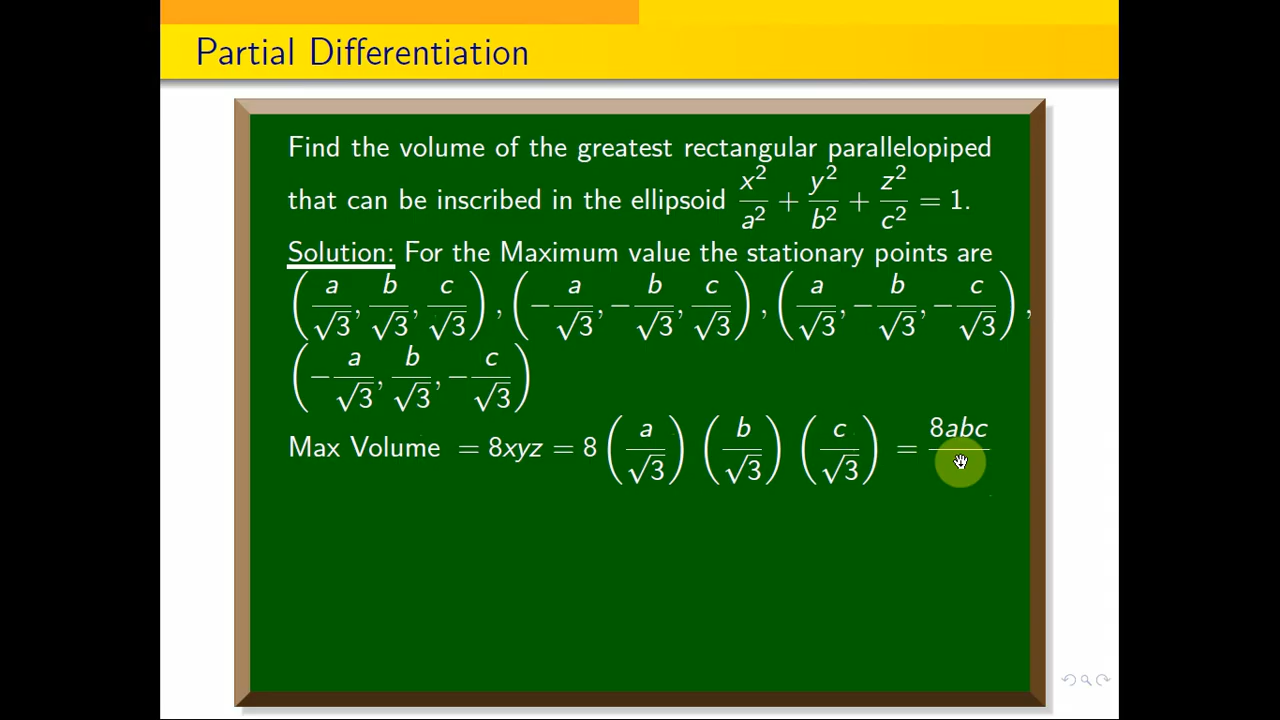 Partial Differentiation
Find the volume of the greatest rectangular parallelopiped
that can be inscribed in the ellipsoid x²/a² + y²/b² + z²/c² = 1.
Solution: For the Maximum value the stationary points are
(a/√3, b/√3, c/√3), (−a/√3, −b/√3, c/√3), (a/√3, −b/√3, −c/√3),
(−a/√3, b/√3, −c/√3)
Max Volume = 8xyz = 8 (a/√3) (b/√3) (c/√3) = 8abc